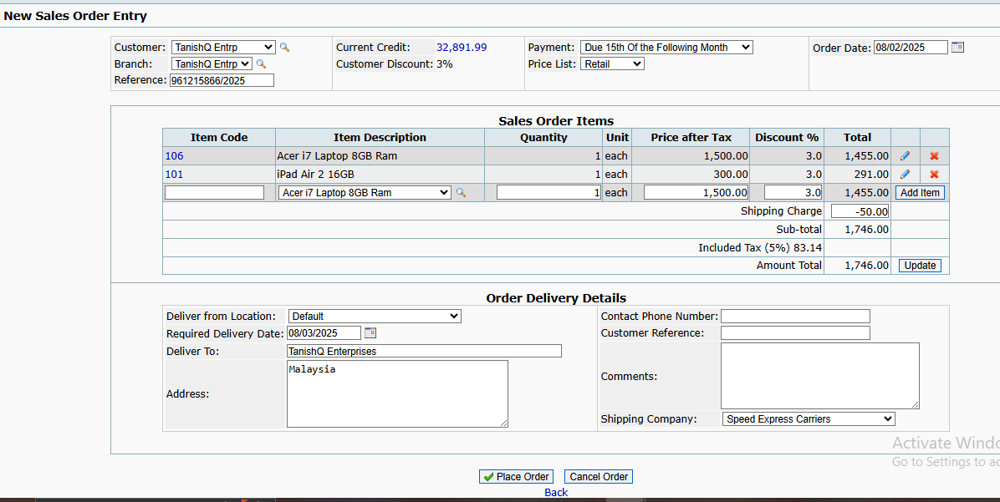 New Sales Order Entry
Customer: TanishQ Entrp Current Credit: 32,891.99 Payment: Due 15th Of the Following Month Order Date: 08/02/2025
Branch: TanishQ Entrp Customer Discount: 3% Price List: Retail
Reference: 961215866/2025
Sales Order Items
Item Code Item Description Quantity Unit Price after Tax Discount % Total
106 Acer i7 Laptop 8GB Ram 1 each 1,500.00 3.0 1,455.00
101 iPad Air 2 16GB 1 each 300.00 3.0 291.00
Acer i7 Laptop 8GB Ram 1 each 1,500.00 3.0 1,455.00 Add Item
Shipping Charge -50.00
Sub-total 1,746.00
Included Tax (5%) 83.14
Amount Total 1,746.00 Update
Order Delivery Details
Deliver from Location: Default Contact Phone Number:
Required Delivery Date: 08/03/2025 Customer Reference:
Deliver To: TanishQ Enterprises
Address: Malaysia Comments:
Shipping Company: Speed Express Carriers
Activate
Go to Settings to
Place Order Cancel Order
Back